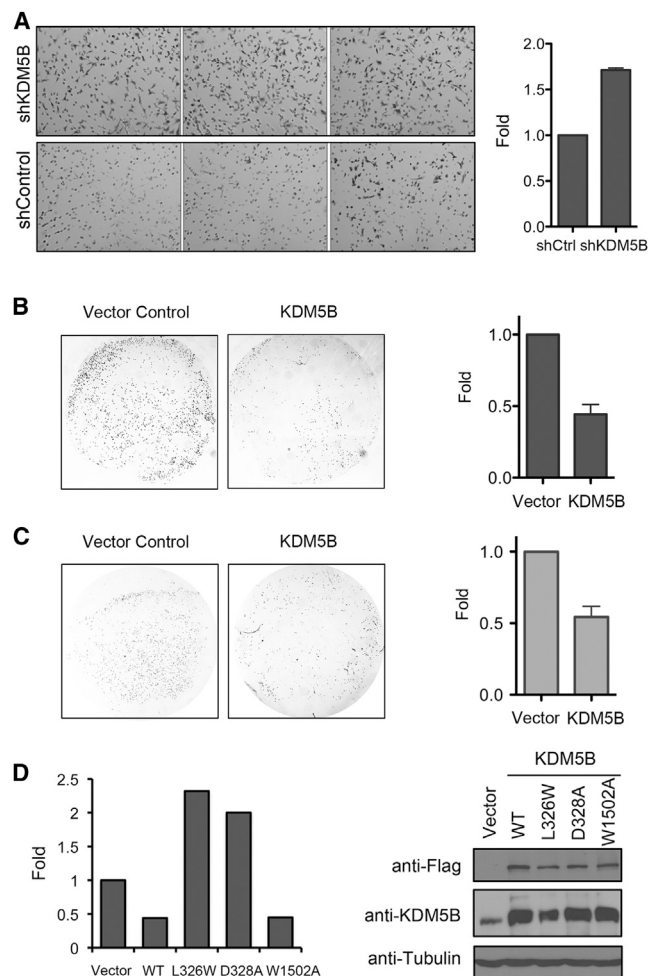 A
shKDM5B
shControl
Fold
2.0
1.5
1.0
1.5
0.0
shCtrl shKDM5B
B
Vector Control KDM5B
Fold
1.0
0.5
0.0
Vector KDM5B
C
Vector Control KDM5B
Fold
1.0
0.5
0.0
Vector KDM5B
D
Fold
2.5
2
1.5
1
0.5
0
Vector WT L326W D328A W1502A
KDM5B
Vector WT L326W D328A W1502A
anti-Flag
anti-KDM5B
anti-Tubulin